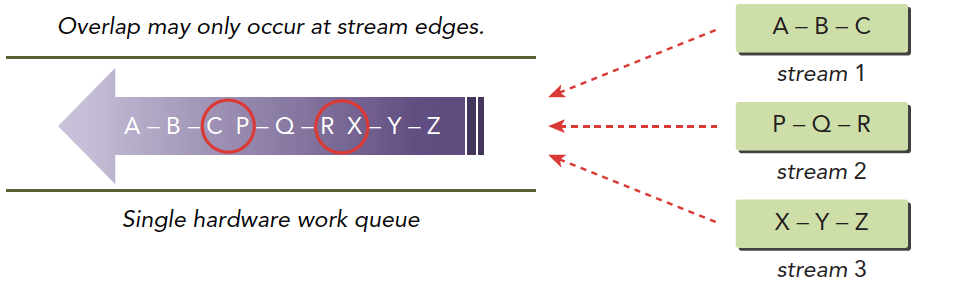 Overlap may only occur at stream edges.
A – B – C P – Q – R X – Y – Z
Single hardware work queue
A – B – C
stream 1
P – Q – R
stream 2
X – Y – Z
stream 3